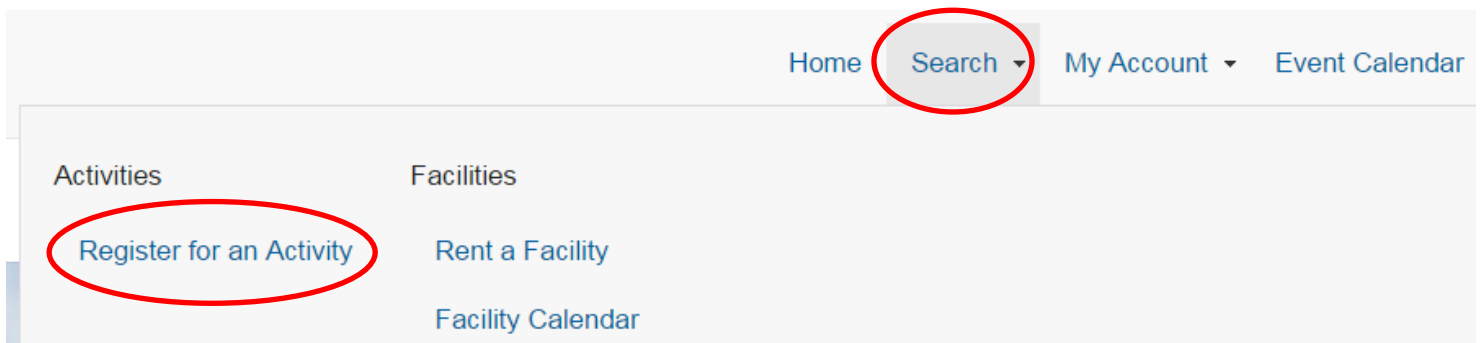 Home Search My Account Event Calendar
Activities Facilities
Register for an Activity Rent a Facility
Facility Calendar